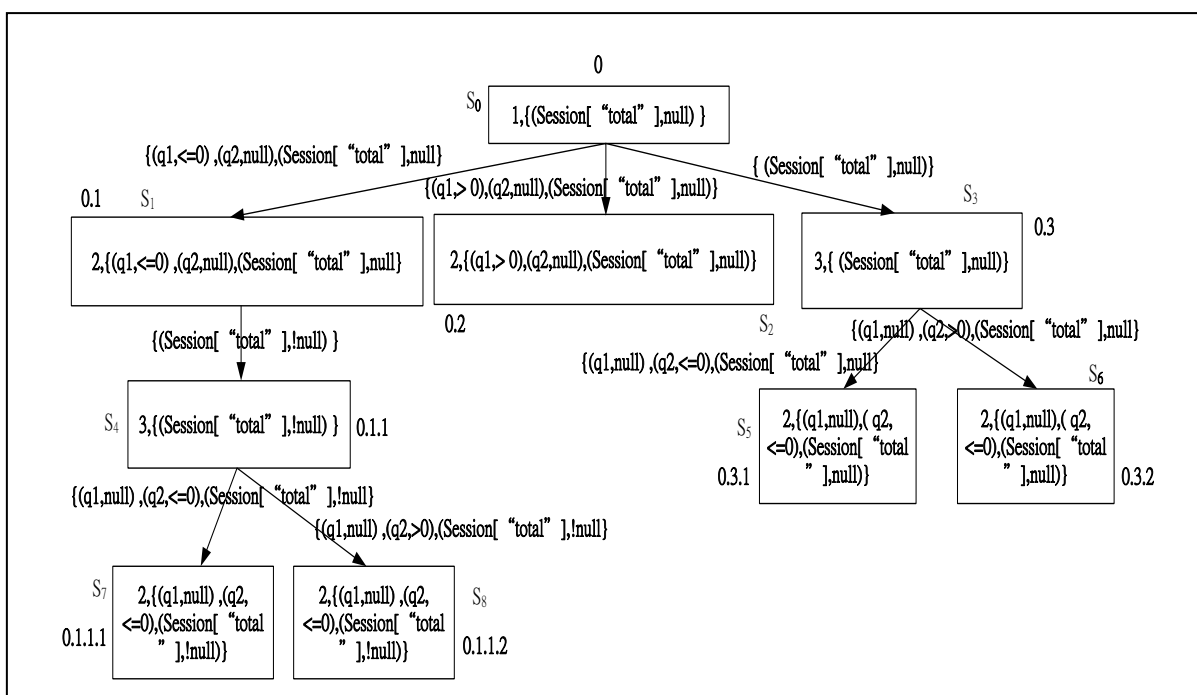 0
S0
1,{(Session[ “total” ],null) }
{(q1,<=0) ,(q2,null),(Session[ “total” ],null}
{(q1,> 0),(q2,null),(Session[ “total” ],null)}
{ (Session[ “total” ],null)}
0.1
S1
S3
0.3
2,{(q1,<=0) ,(q2,null),(Session[ “total” ],null}
2,{(q1,> 0),(q2,null),(Session[ “total” ],null)}
3,{ (Session[ “total” ],null)}
0.2
S2
{(Session[ “total” ],!null) }
{(q1,null) ,(q2,>0),(Session[ “total” ],null}
{(q1,null) ,(q2,<=0),(Session[ “total” ],null}
S4
3,{(Session[ “total” ],!null) }
0.1.1
S5
2,{(q1,null),( q2,
<=0),(Session[ “total
” ],null)}
0.3.1
S6
2,{(q1,null),( q2,
<=0),(Session[ “total
” ],null)}
0.3.2
{(q1,null) ,(q2,<=0),(Session[ “total” ],!null}
{(q1,null) ,(q2,>0),(Session[ “total” ],!null}
S7
2,{(q1,null) ,(q2,
<=0),(Session[ “total
” ],!null)}
0.1.1.1
2,{(q1,null) ,(q2,
<=0),(Session[ “total
” ],!null)}
S8
0.1.1.2